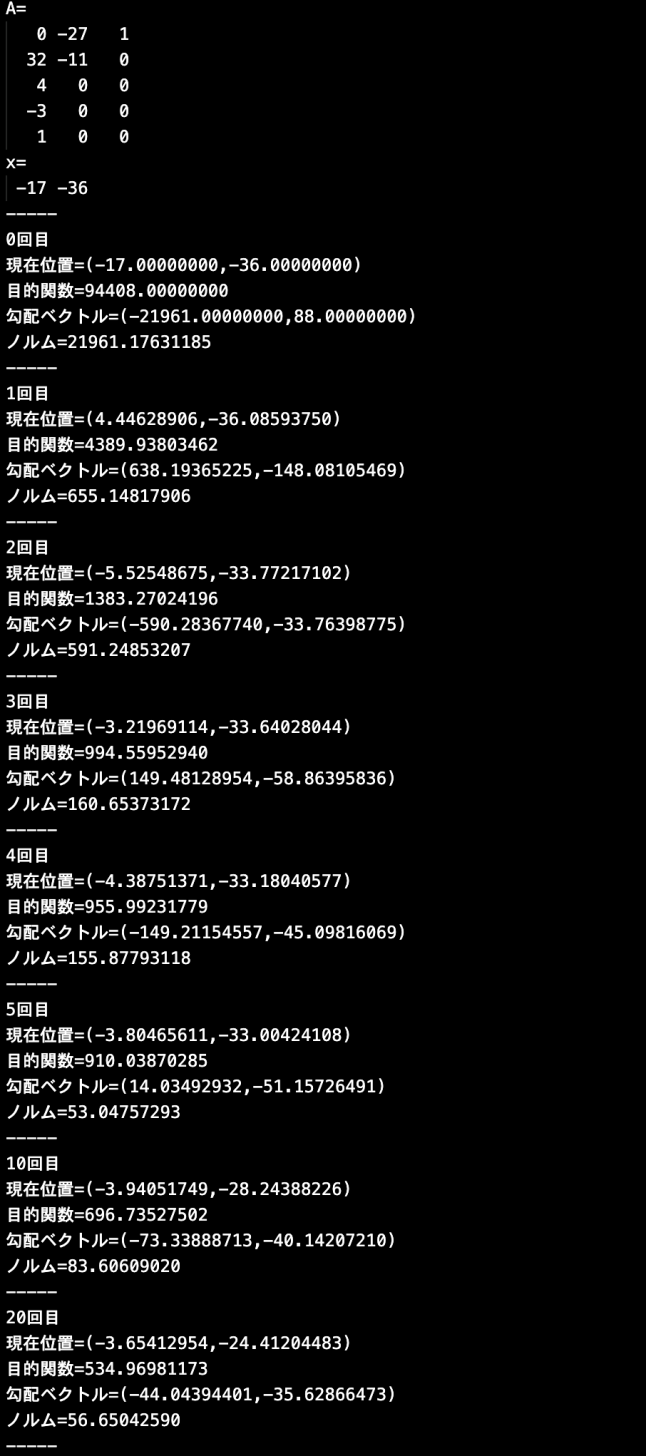 A=
0 -27 1
32 -11 0
4 0 0
-3 0 0
1 0 0
x=
-17 -36
-----
0回目
現在位置=(-17.00000000,-36.00000000)
目的関数=94408.00000000
勾配ベクトル=(-21961.00000000,88.00000000)
ノルム=21961.17631185
-----
1回目
現在位置=(4.44628906,-36.08593750)
目的関数=4389.93803462
勾配ベクトル=(638.19365225,-148.08105469)
ノルム=655.14817906
-----
2回目
現在位置=(-5.52548675,-33.77217102)
目的関数=1383.27024196
勾配ベクトル=(-590.28367740,-33.76398775)
ノルム=591.24853207
-----
3回目
現在位置=(-3.21969114,-33.64028044)
目的関数=994.55952940
勾配ベクトル=(149.48128954,-58.86395836)
ノルム=160.65373172
-----
4回目
現在位置=(-4.38751371,-33.18040577)
目的関数=955.99231779
勾配ベクトル=(-149.21154557,-45.09816069)
ノルム=155.87793118
-----
5回目
現在位置=(-3.80465611,-33.00424108)
目的関数=910.03870285
勾配ベクトル=(14.03492932,-51.15726491)
ノルム=53.04757293
-----
10回目
現在位置=(-3.94051749,-28.24388226)
目的関数=696.73527502
勾配ベクトル=(-73.33888713,-40.14207210)
ノルム=83.60609020
-----
20回目
現在位置=(-3.65412954,-24.41204483)
目的関数=534.96981173
勾配ベクトル=(-44.04394401,-35.62866473)
ノルム=56.65042590
-----